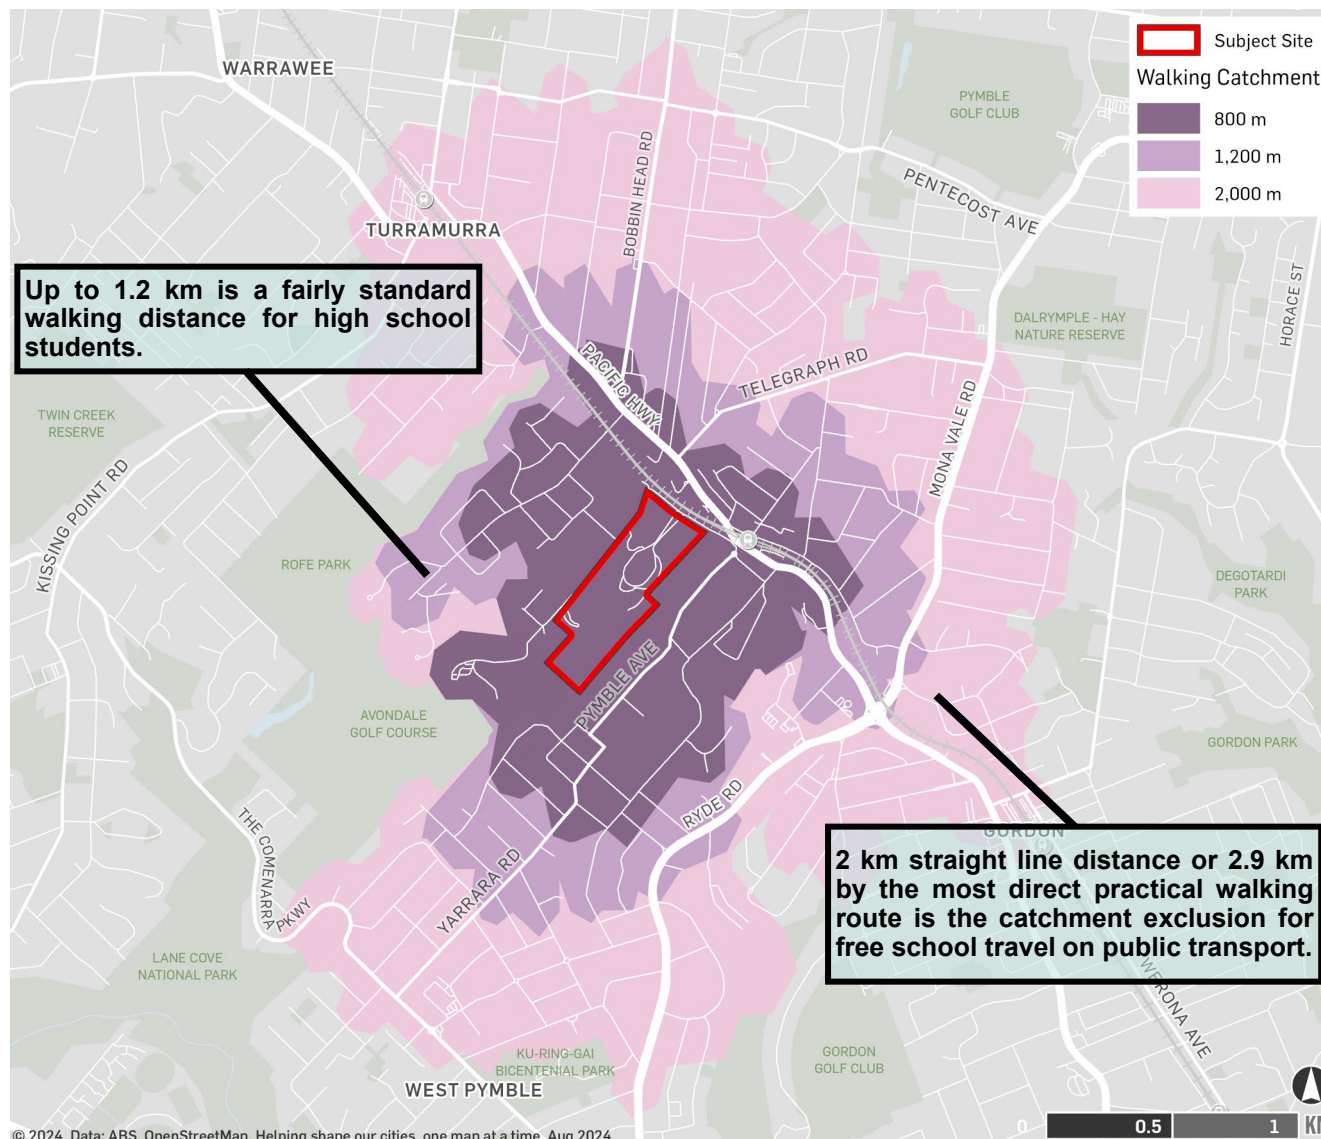 WARRAWEE
PYMBLE
GOLF CLUB
Subject Site
Walking Catchment
800 m
1,200 m
2,000 m
BOBBIN HEAD RD
PENTECOST AVE
TURRAMURRA
HORACE ST
Up to 1.2 km is a fairly standard
walking distance for high school
students.
DALRYMPLE - HAY
NATURE RESERVE
PACIFIC HWY
TELEGRAPH RD
MONA VALE RD
TWIN CREEK
RESERVE
KISSING POINT RD
ROFE PARK
DEGOTARDI
PARK
PYMBLE AVE
AVONDALE
GOLF COURSE
GORDON PARK
RYDE RD
GORDON
THE COMENARRA
PKWY
YARRARA RD
2 km straight line distance or 2.9 km
by the most direct practical walking
route is the catchment exclusion for
free school travel on public transport.
LANE COVE
NATIONAL PARK
WERONA AVE
KU-RING-GAI
BICENTENIAL PARK
GORDON
GOLF CLUB
WEST PYMBLE
0 0.5 1 KM
© 2024. Data: ABS, OpenStreetMap. Helping shape our cities, one map at a time. Aug 2024